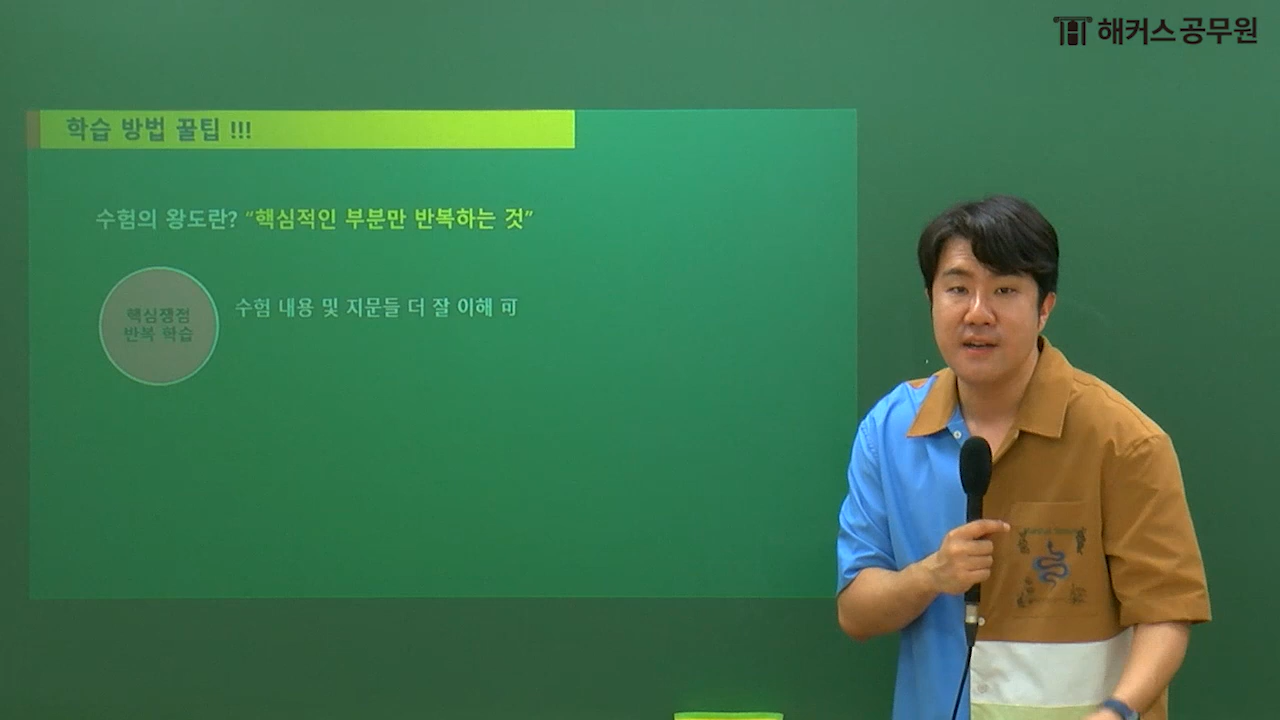 해커스공무원
학습 방법 꿀팁 !!!
수험의 왕도란? “핵심적인 부분만 반복하는 것”
핵심쟁점
반복 학습
수험 내용 및 지문들 더 잘 이해 可